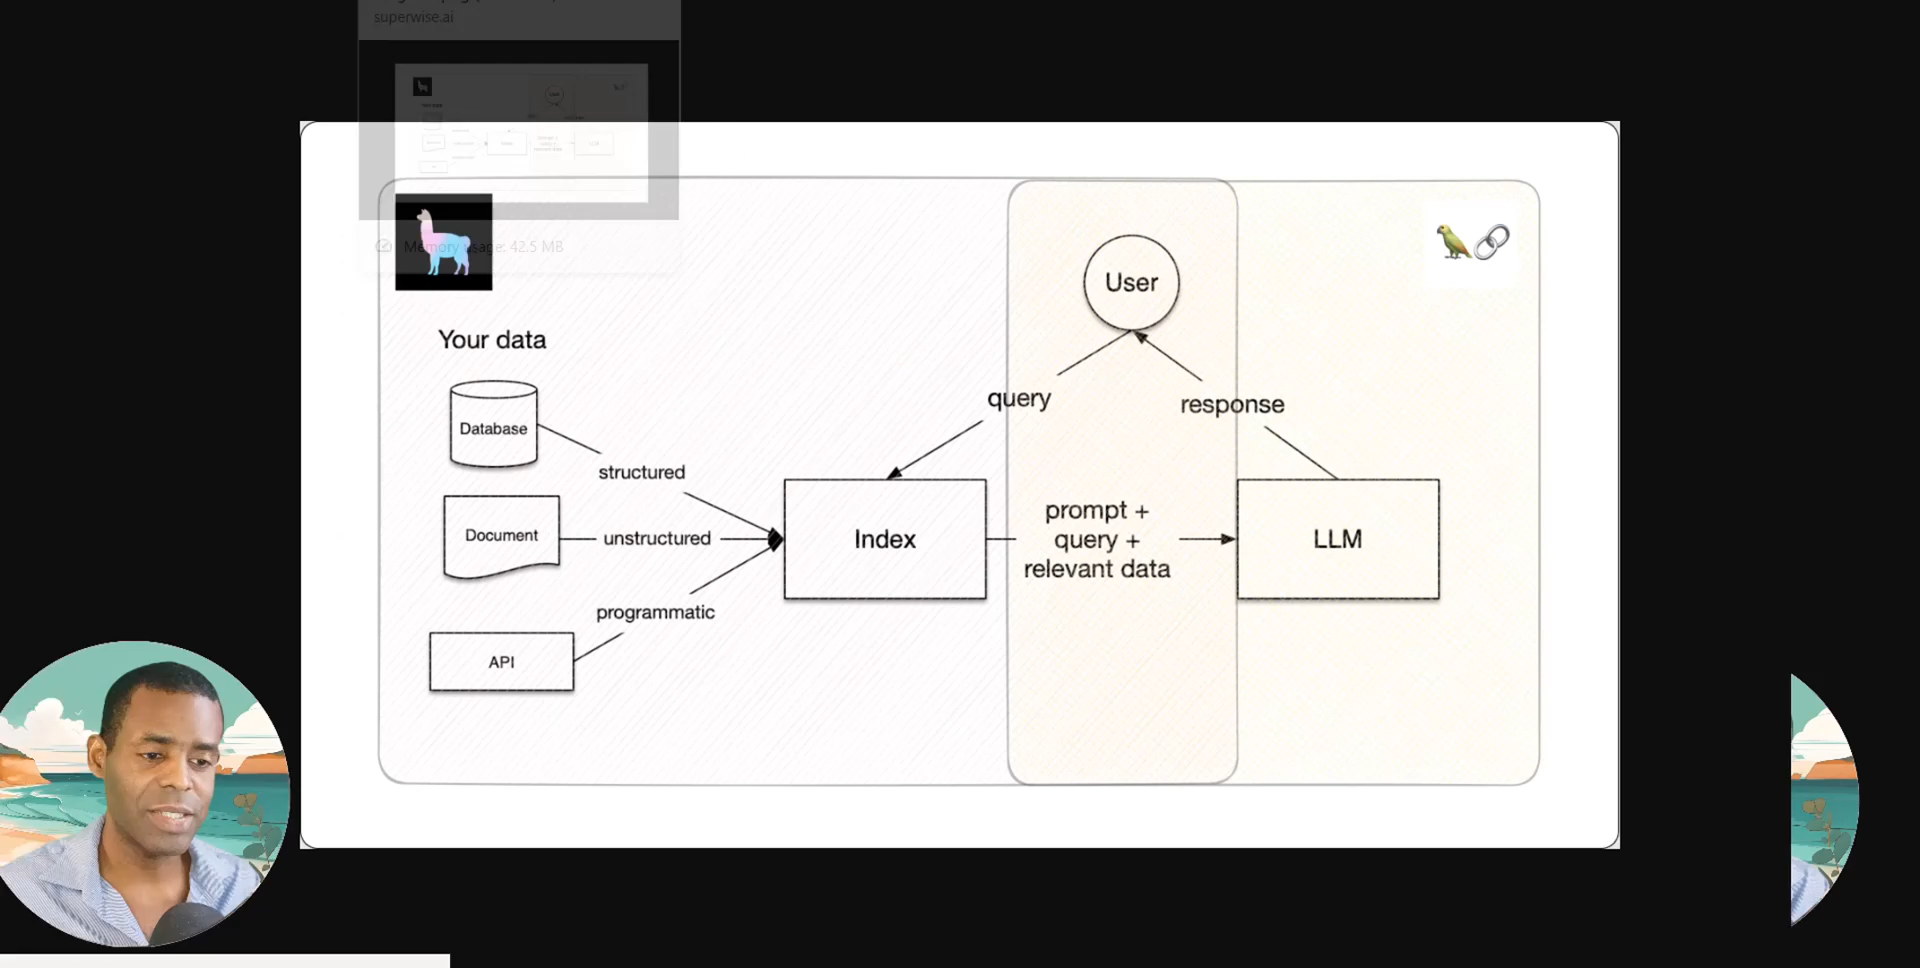 superwise.ai
Memory usage: 42.5 MB
Your data
Database
Document
API
structured
unstructured
programmatic
Index
query
User
response
prompt +
query +
relevant data
LLM